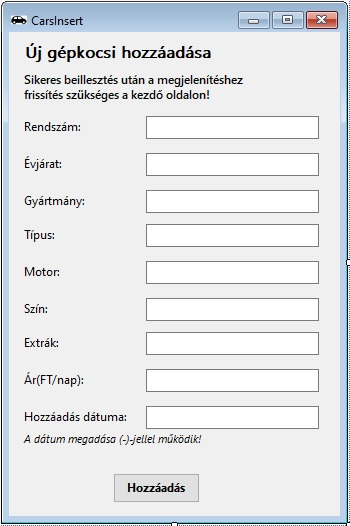 CarsInsert
Új gépkocsi hozzáadása
Sikeres beillesztés után a megjelenítéshez
frissítés szükséges a kezdő oldalon!
Rendszám:
Évjárat:
Gyártmány:
Típus:
Motor:
Szín:
Extrák:
Ár(FT/nap):
Hozzáadás dátuma:
A dátum megadása (-)-jellel működik!
Hozzáadás